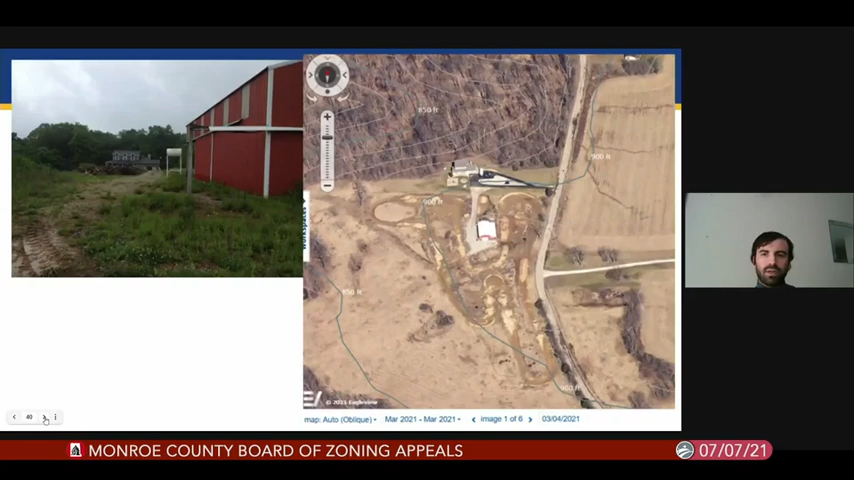 850 ft
900 ft
900 ft
850 ft
900 ft
© 2021 Eagleview
map: Auto (Oblique)
Mar 2021 - Mar 2021
image 1 of 6
03/04/2021
40
MONROE COUNTY BOARD OF ZONING APPEALS
07/07/21